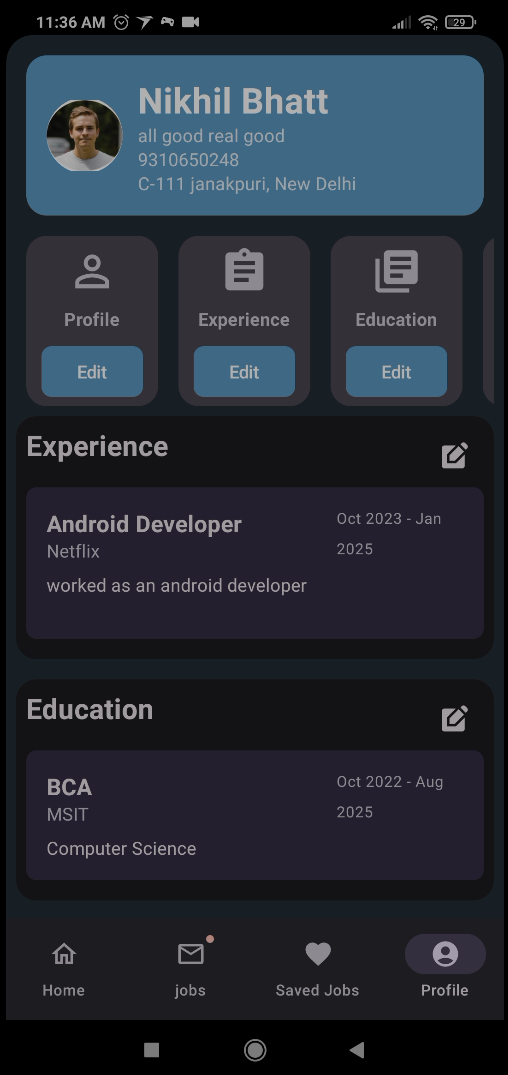 11:36 AM 29
Nikhil Bhatt
all good real good
9310650248
C-111 janakpuri, New Delhi
Profile Experience Education
Edit Edit Edit
Experience
Android Developer Oct 2023 - Jan
Netflix 2025
worked as an android developer
Education
BCA Oct 2022 - Aug
MSIT 2025
Computer Science
Home jobs Saved Jobs Profile